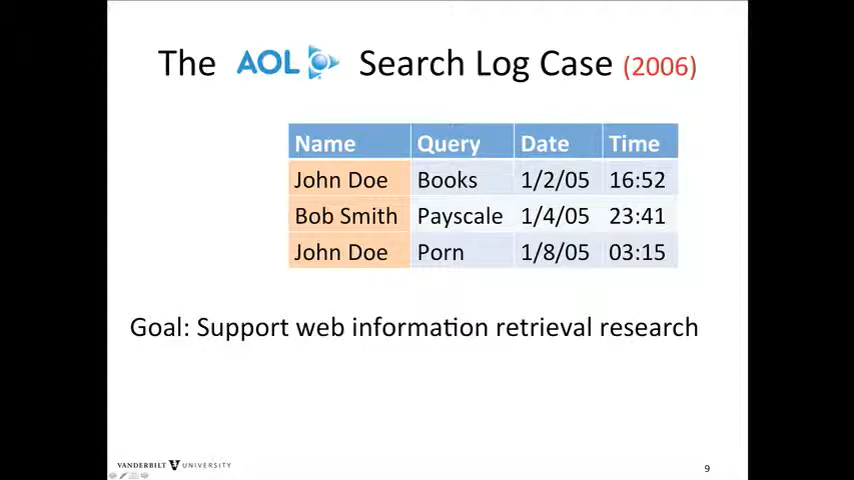 The AOL Search Log Case (2006)
Name Query Date Time
John Doe Books 1/2/05 16:52
Bob Smith Payscale 1/4/05 23:41
John Doe Porn 1/8/05 03:15
Goal: Support web information retrieval research
VANDERBILT V UNIVERSITY
9